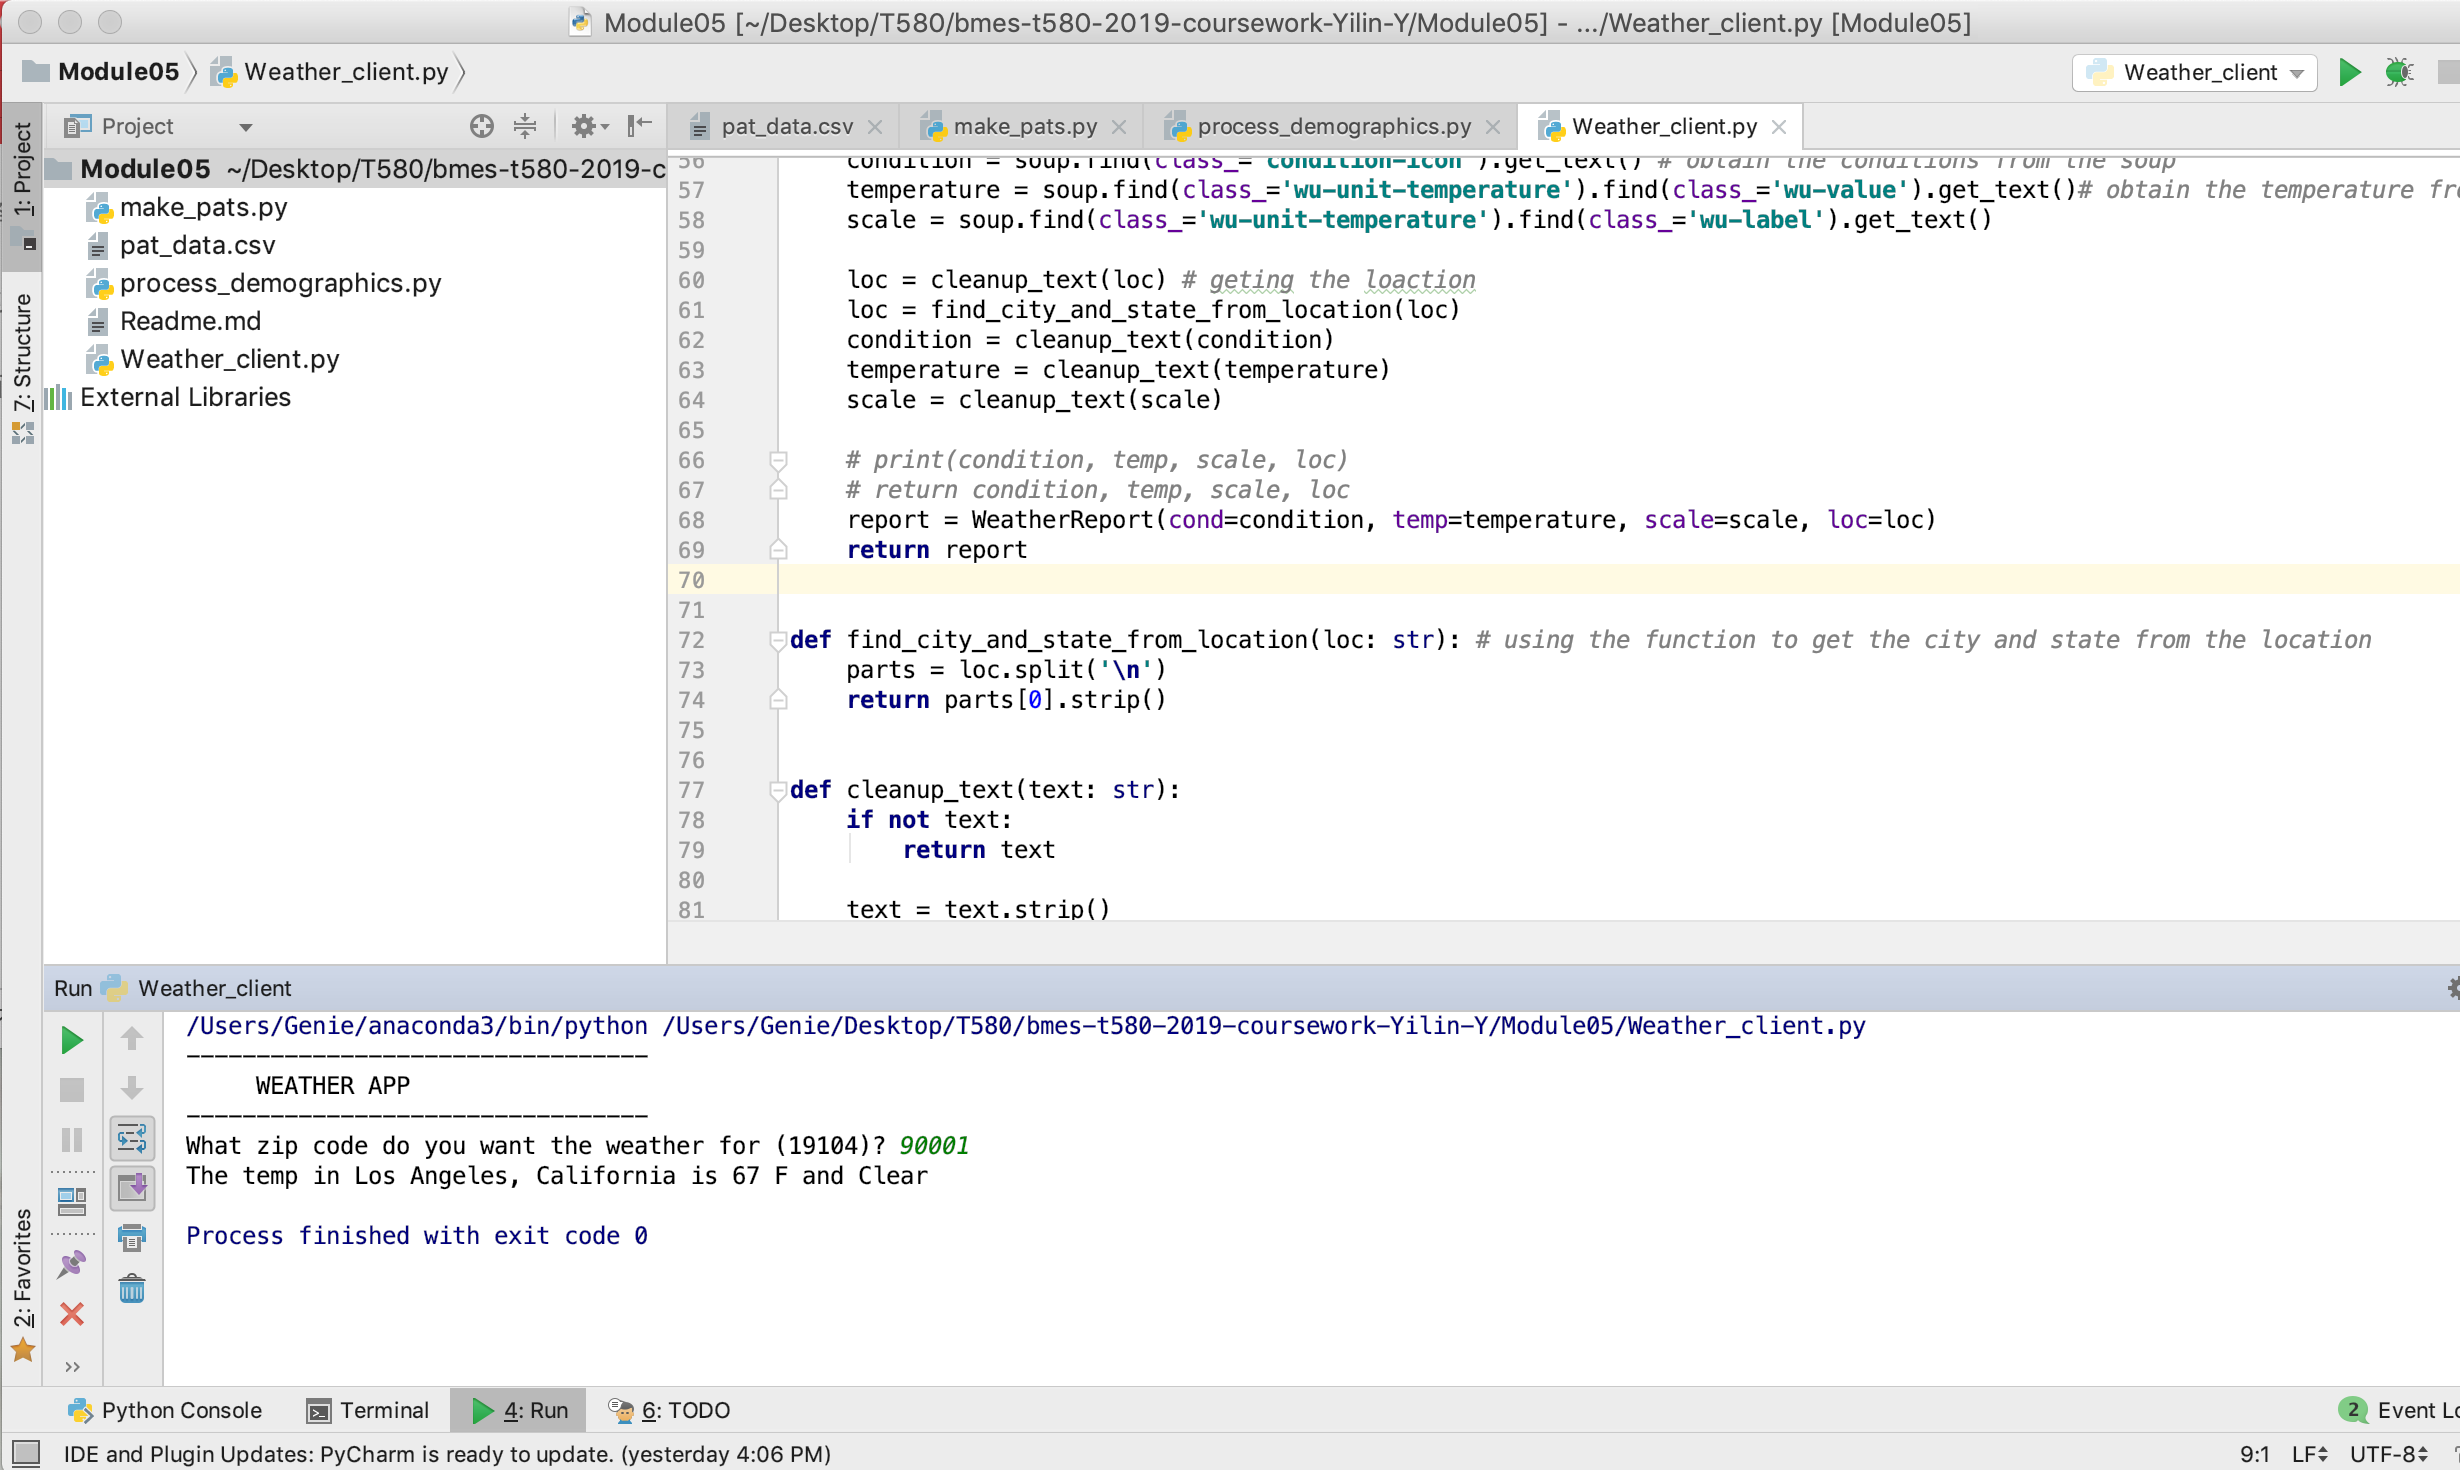 Module05 [~/Desktop/T580/bmes-t580-2019-coursework-Yilin-Y/Module05] - .../Weather_client.py [Module05]
Module05 Weather_client.py
Weather_client
1: Project
7: Structure
2: Favorites
Project
Module05 ~/Desktop/T580/bmes-t580-2019-c
make_pats.py
pat_data.csv
process_demographics.py
Readme.md
Weather_client.py
External Libraries
pat_data.csv make_pats.py process_demographics.py Weather_client.py
56 condition = soup.find(class_='condition-icon').get_text() # obtain the conditions from the soup
57 temperature = soup.find(class_='wu-unit-temperature').find(class_='wu-value').get_text()# obtain the temperature fr
58 scale = soup.find(class_='wu-unit-temperature').find(class_='wu-label').get_text()
59
60 loc = cleanup_text(loc) # geting the loaction
61 loc = find_city_and_state_from_location(loc)
62 condition = cleanup_text(condition)
63 temperature = cleanup_text(temperature)
64 scale = cleanup_text(scale)
65
66 # print(condition, temp, scale, loc)
67 # return condition, temp, scale, loc
68 report = WeatherReport(cond=condition, temp=temperature, scale=scale, loc=loc)
69 return report
70
71
72 def find_city_and_state_from_location(loc: str): # using the function to get the city and state from the location
73 parts = loc.split('\n')
74 return parts[0].strip()
75
76
77 def cleanup_text(text: str):
78 if not text:
79 return text
80
81 text = text.strip()
Run Weather_client
/Users/Genie/anaconda3/bin/python /Users/Genie/Desktop/T580/bmes-t580-2019-coursework-Yilin-Y/Module05/Weather_client.py
---------------------------------
WEATHER APP
---------------------------------
What zip code do you want the weather for (19104)? 90001
The temp in Los Angeles, California is 67 F and Clear
Process finished with exit code 0
Python Console Terminal 4: Run 6: TODO 2 Event Lo
IDE and Plugin Updates: PyCharm is ready to update. (yesterday 4:06 PM) 9:1 LF UTF-8